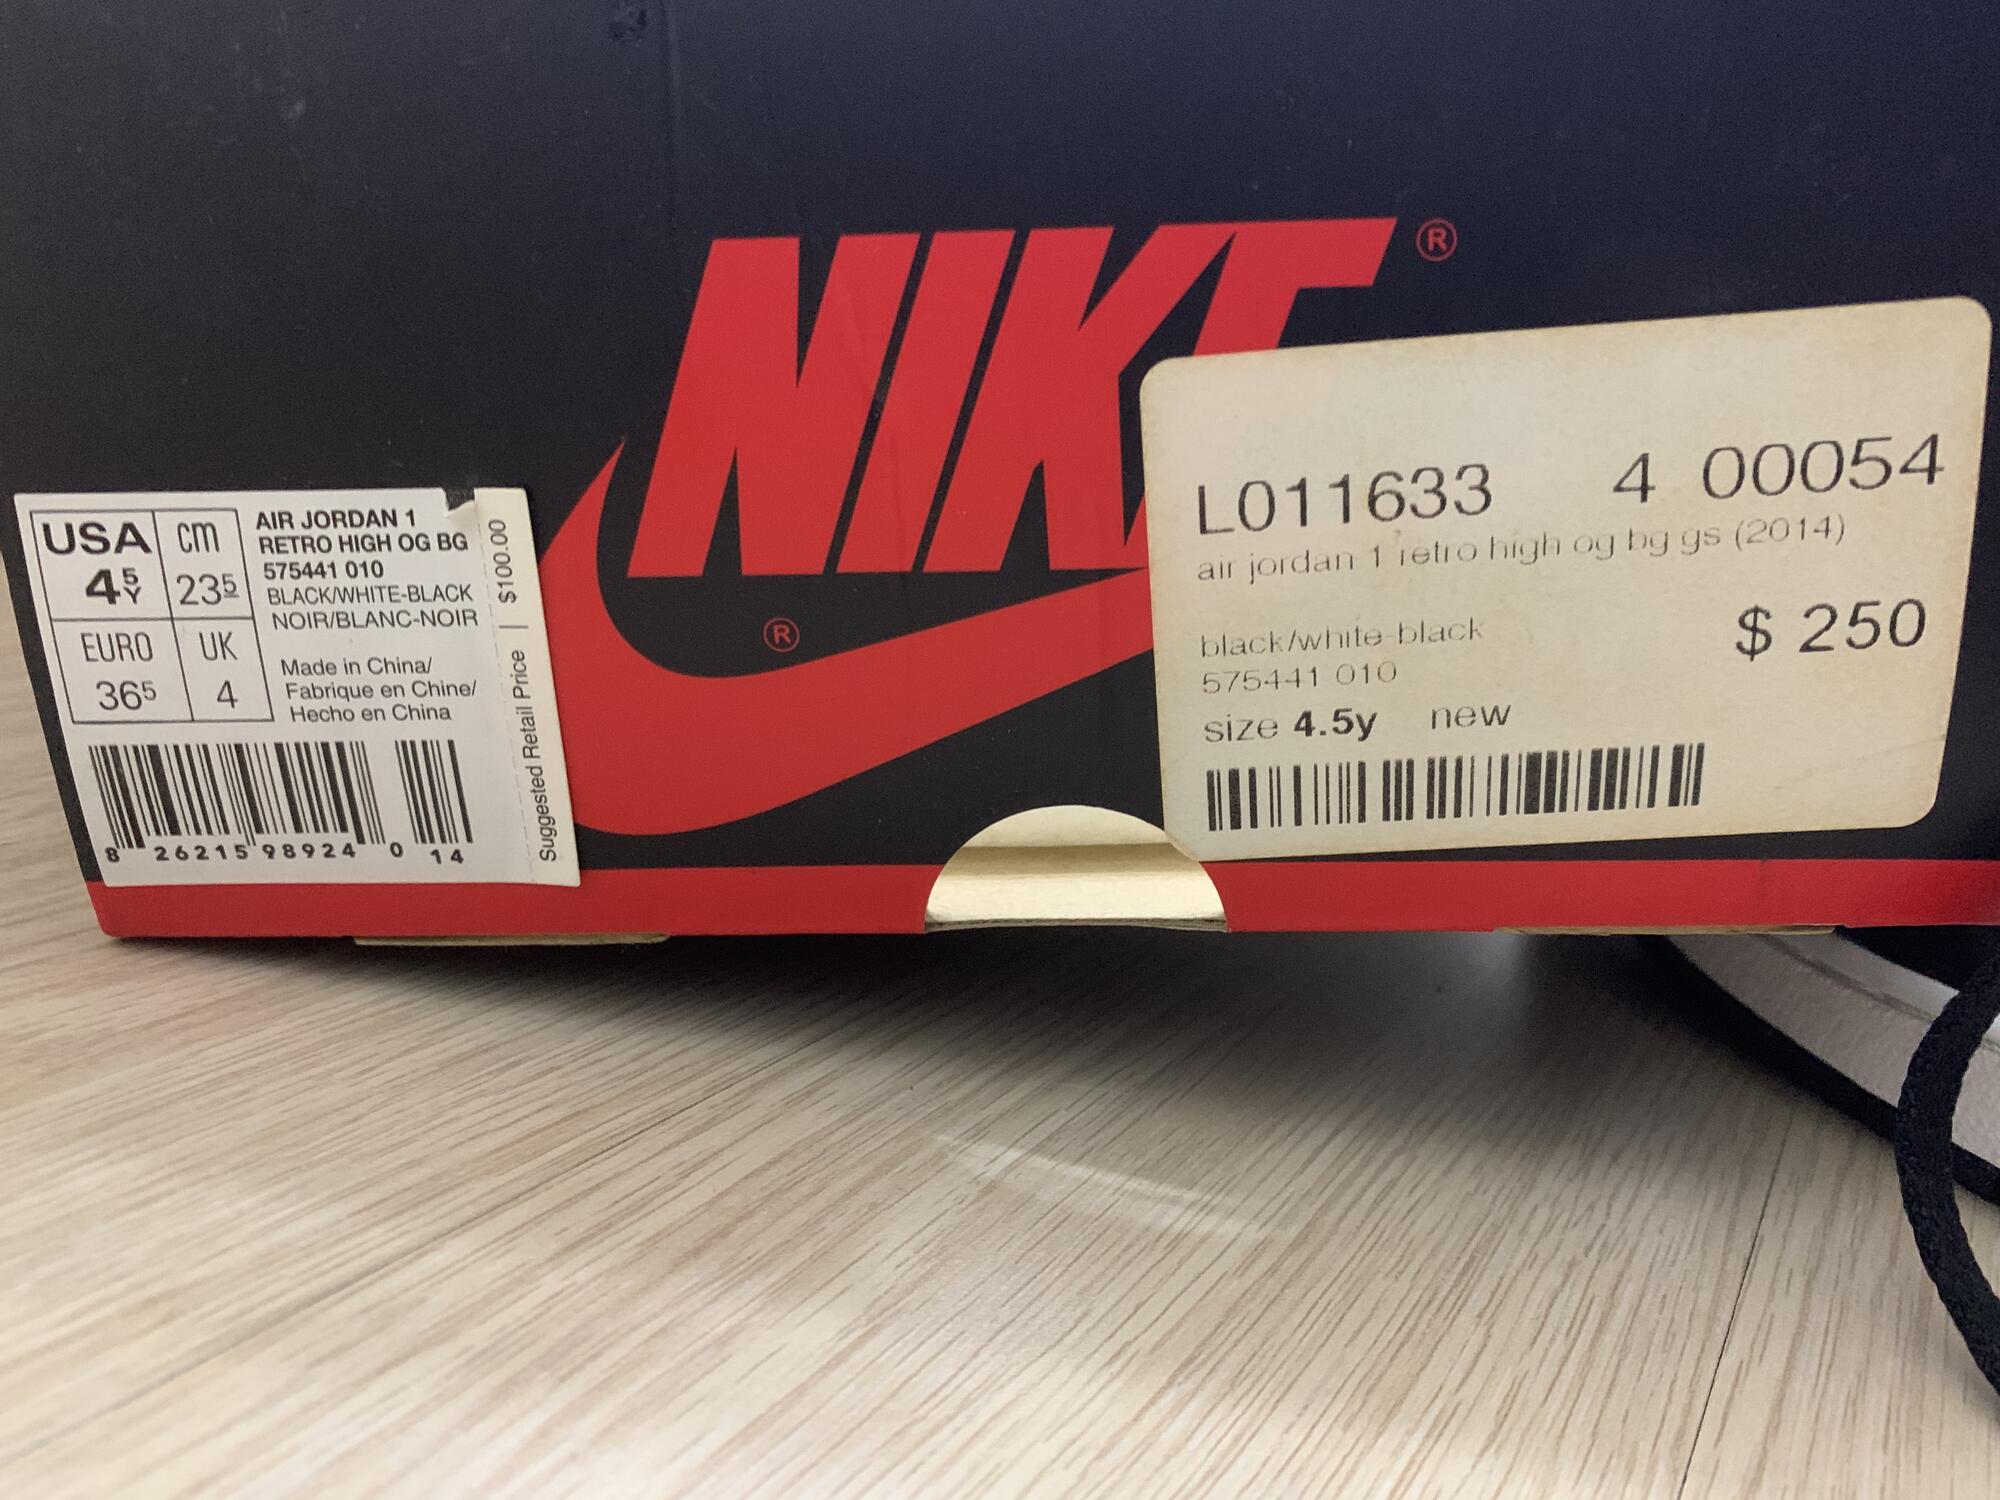 NIKE®
®
USA
4 5 Y
cm
23 5
EURO
36 5
UK
4
AIR JORDAN 1
RETRO HIGH OG BG
575441 010
BLACK/WHITE-BLACK
NOIR/BLANC-NOIR
Made in China/
Fabrique en Chine/
Hecho en China
8 26215 98924 0 14
Suggested Retail Price | $100.00
L011633 4 00054
air jordan 1 retro high og bg gs (2014)
black/white-black
575441 010
$ 250
size 4.5y new